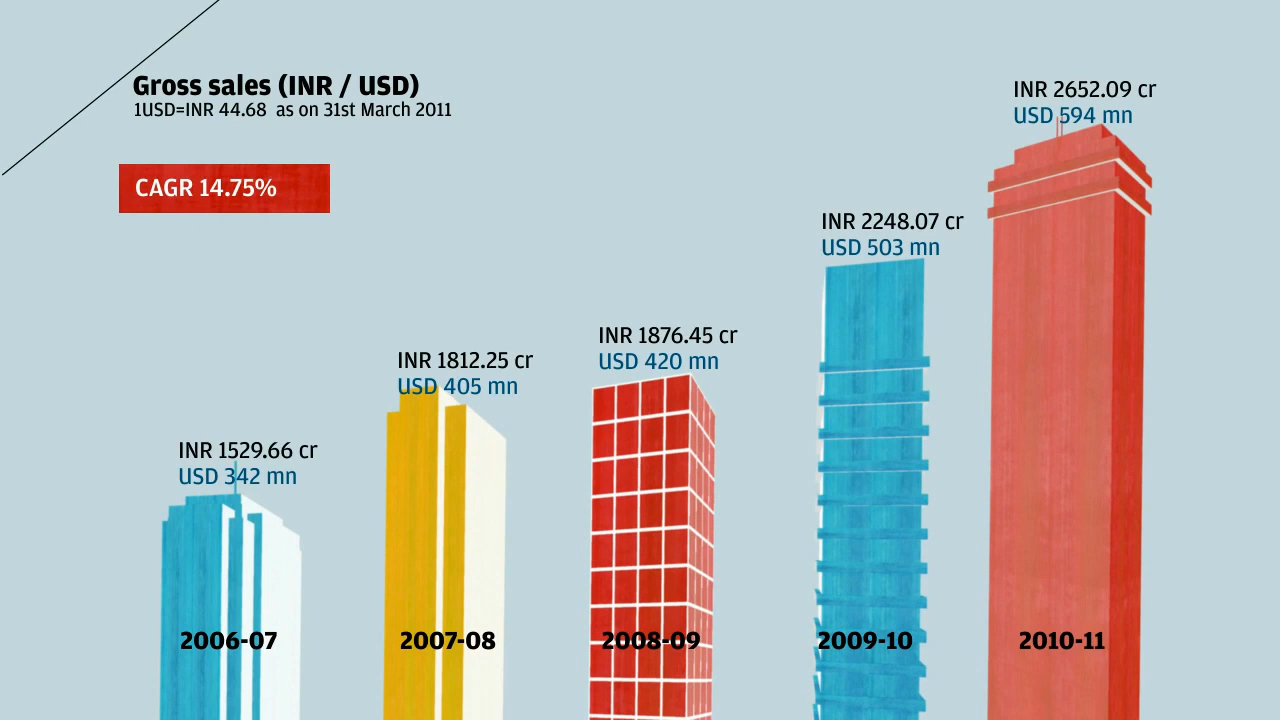 Gross sales (INR / USD)
1USD=INR 44.68 as on 31st March 2011
CAGR 14.75%
INR 1529.66 cr
USD 342 mn
INR 1812.25 cr
USD 405 mn
INR 1876.45 cr
USD 420 mn
INR 2248.07 cr
USD 503 mn
INR 2652.09 cr
USD 594 mn
2006-07
2007-08
2008-09
2009-10
2010-11